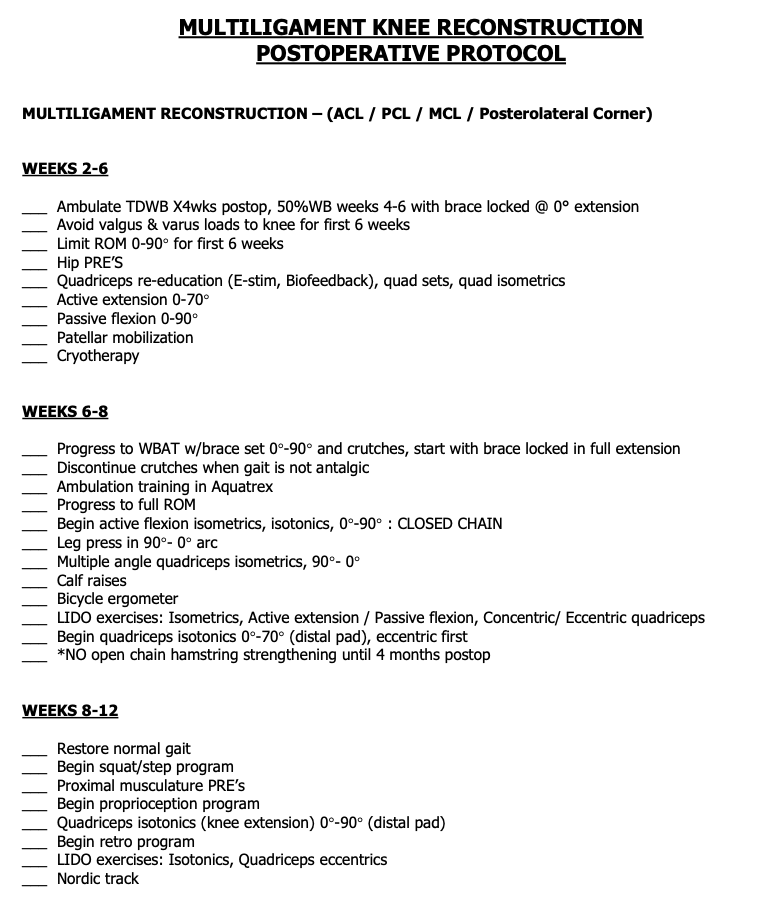 MULTILIGAMENT KNEE RECONSTRUCTION
POSTOPERATIVE PROTOCOL
MULTILIGAMENT RECONSTRUCTION – (ACL / PCL / MCL / Posterolateral Corner)
WEEKS 2-6
___ Ambulate TDWB X4wks postop, 50%WB weeks 4-6 with brace locked @ 0° extension
___ Avoid valgus & varus loads to knee for first 6 weeks
___ Limit ROM 0-90° for first 6 weeks
___ Hip PRE'S
___ Quadriceps re-education (E-stim, Biofeedback), quad sets, quad isometrics
___ Active extension 0-70°
___ Passive flexion 0-90°
___ Patellar mobilization
___ Cryotherapy
WEEKS 6-8
___ Progress to WBAT w/brace set 0°-90° and crutches, start with brace locked in full extension
___ Discontinue crutches when gait is not antalgic
___ Ambulation training in Aquatrex
___ Progress to full ROM
___ Begin active flexion isometrics, isotonics, 0°-90° : CLOSED CHAIN
___ Leg press in 90°- 0° arc
___ Multiple angle quadriceps isometrics, 90°- 0°
___ Calf raises
___ Bicycle ergometer
___ LIDO exercises: Isometrics, Active extension / Passive flexion, Concentric/ Eccentric quadriceps
___ Begin quadriceps isotonics 0°-70° (distal pad), eccentric first
___ *NO open chain hamstring strengthening until 4 months postop
WEEKS 8-12
___ Restore normal gait
___ Begin squat/step program
___ Proximal musculature PRE's
___ Begin proprioception program
___ Quadriceps isotonics (knee extension) 0°-90° (distal pad)
___ Begin retro program
___ LIDO exercises: Isotonics, Quadriceps eccentrics
___ Nordic track